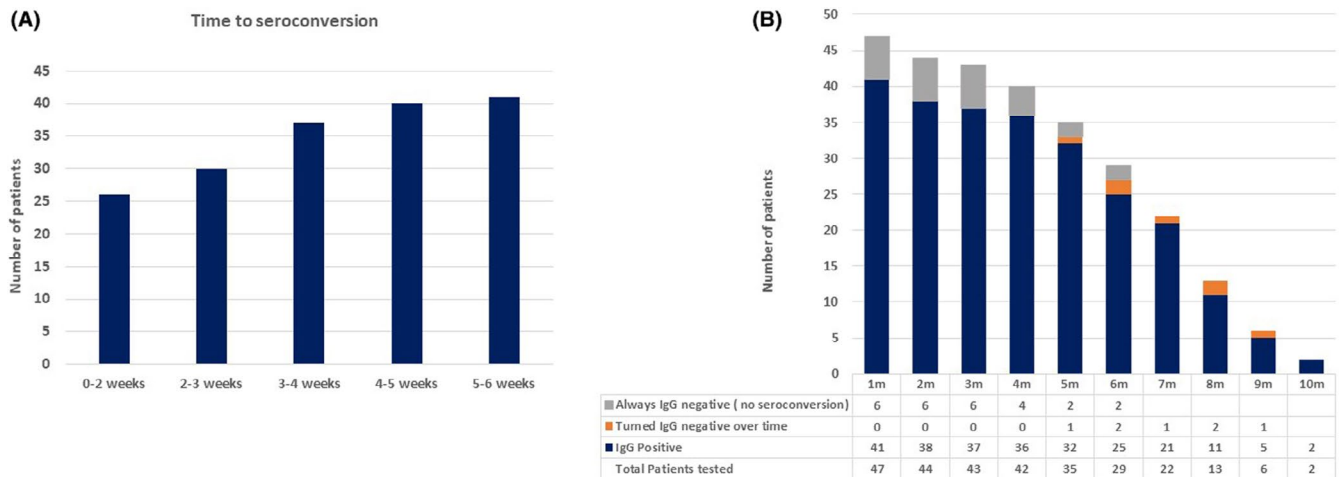 (A)
Time to seroconversion
Number of patients
45
40
35
30
25
20
15
10
5
0
0-2 weeks 2-3 weeks 3-4 weeks 4-5 weeks 5-6 weeks
(B)
Number of patients
50
45
40
35
30
25
20
15
10
5
0
1m 2m 3m 4m 5m 6m 7m 8m 9m 10m
Always IgG negative ( no seroconversion) 6 6 6 4 2 2
Turned IgG negative over time 0 0 0 0 1 2 1 2 1
IgG Positive 41 38 37 36 32 25 21 11 5 2
Total Patients tested 47 44 43 42 35 29 22 13 6 2